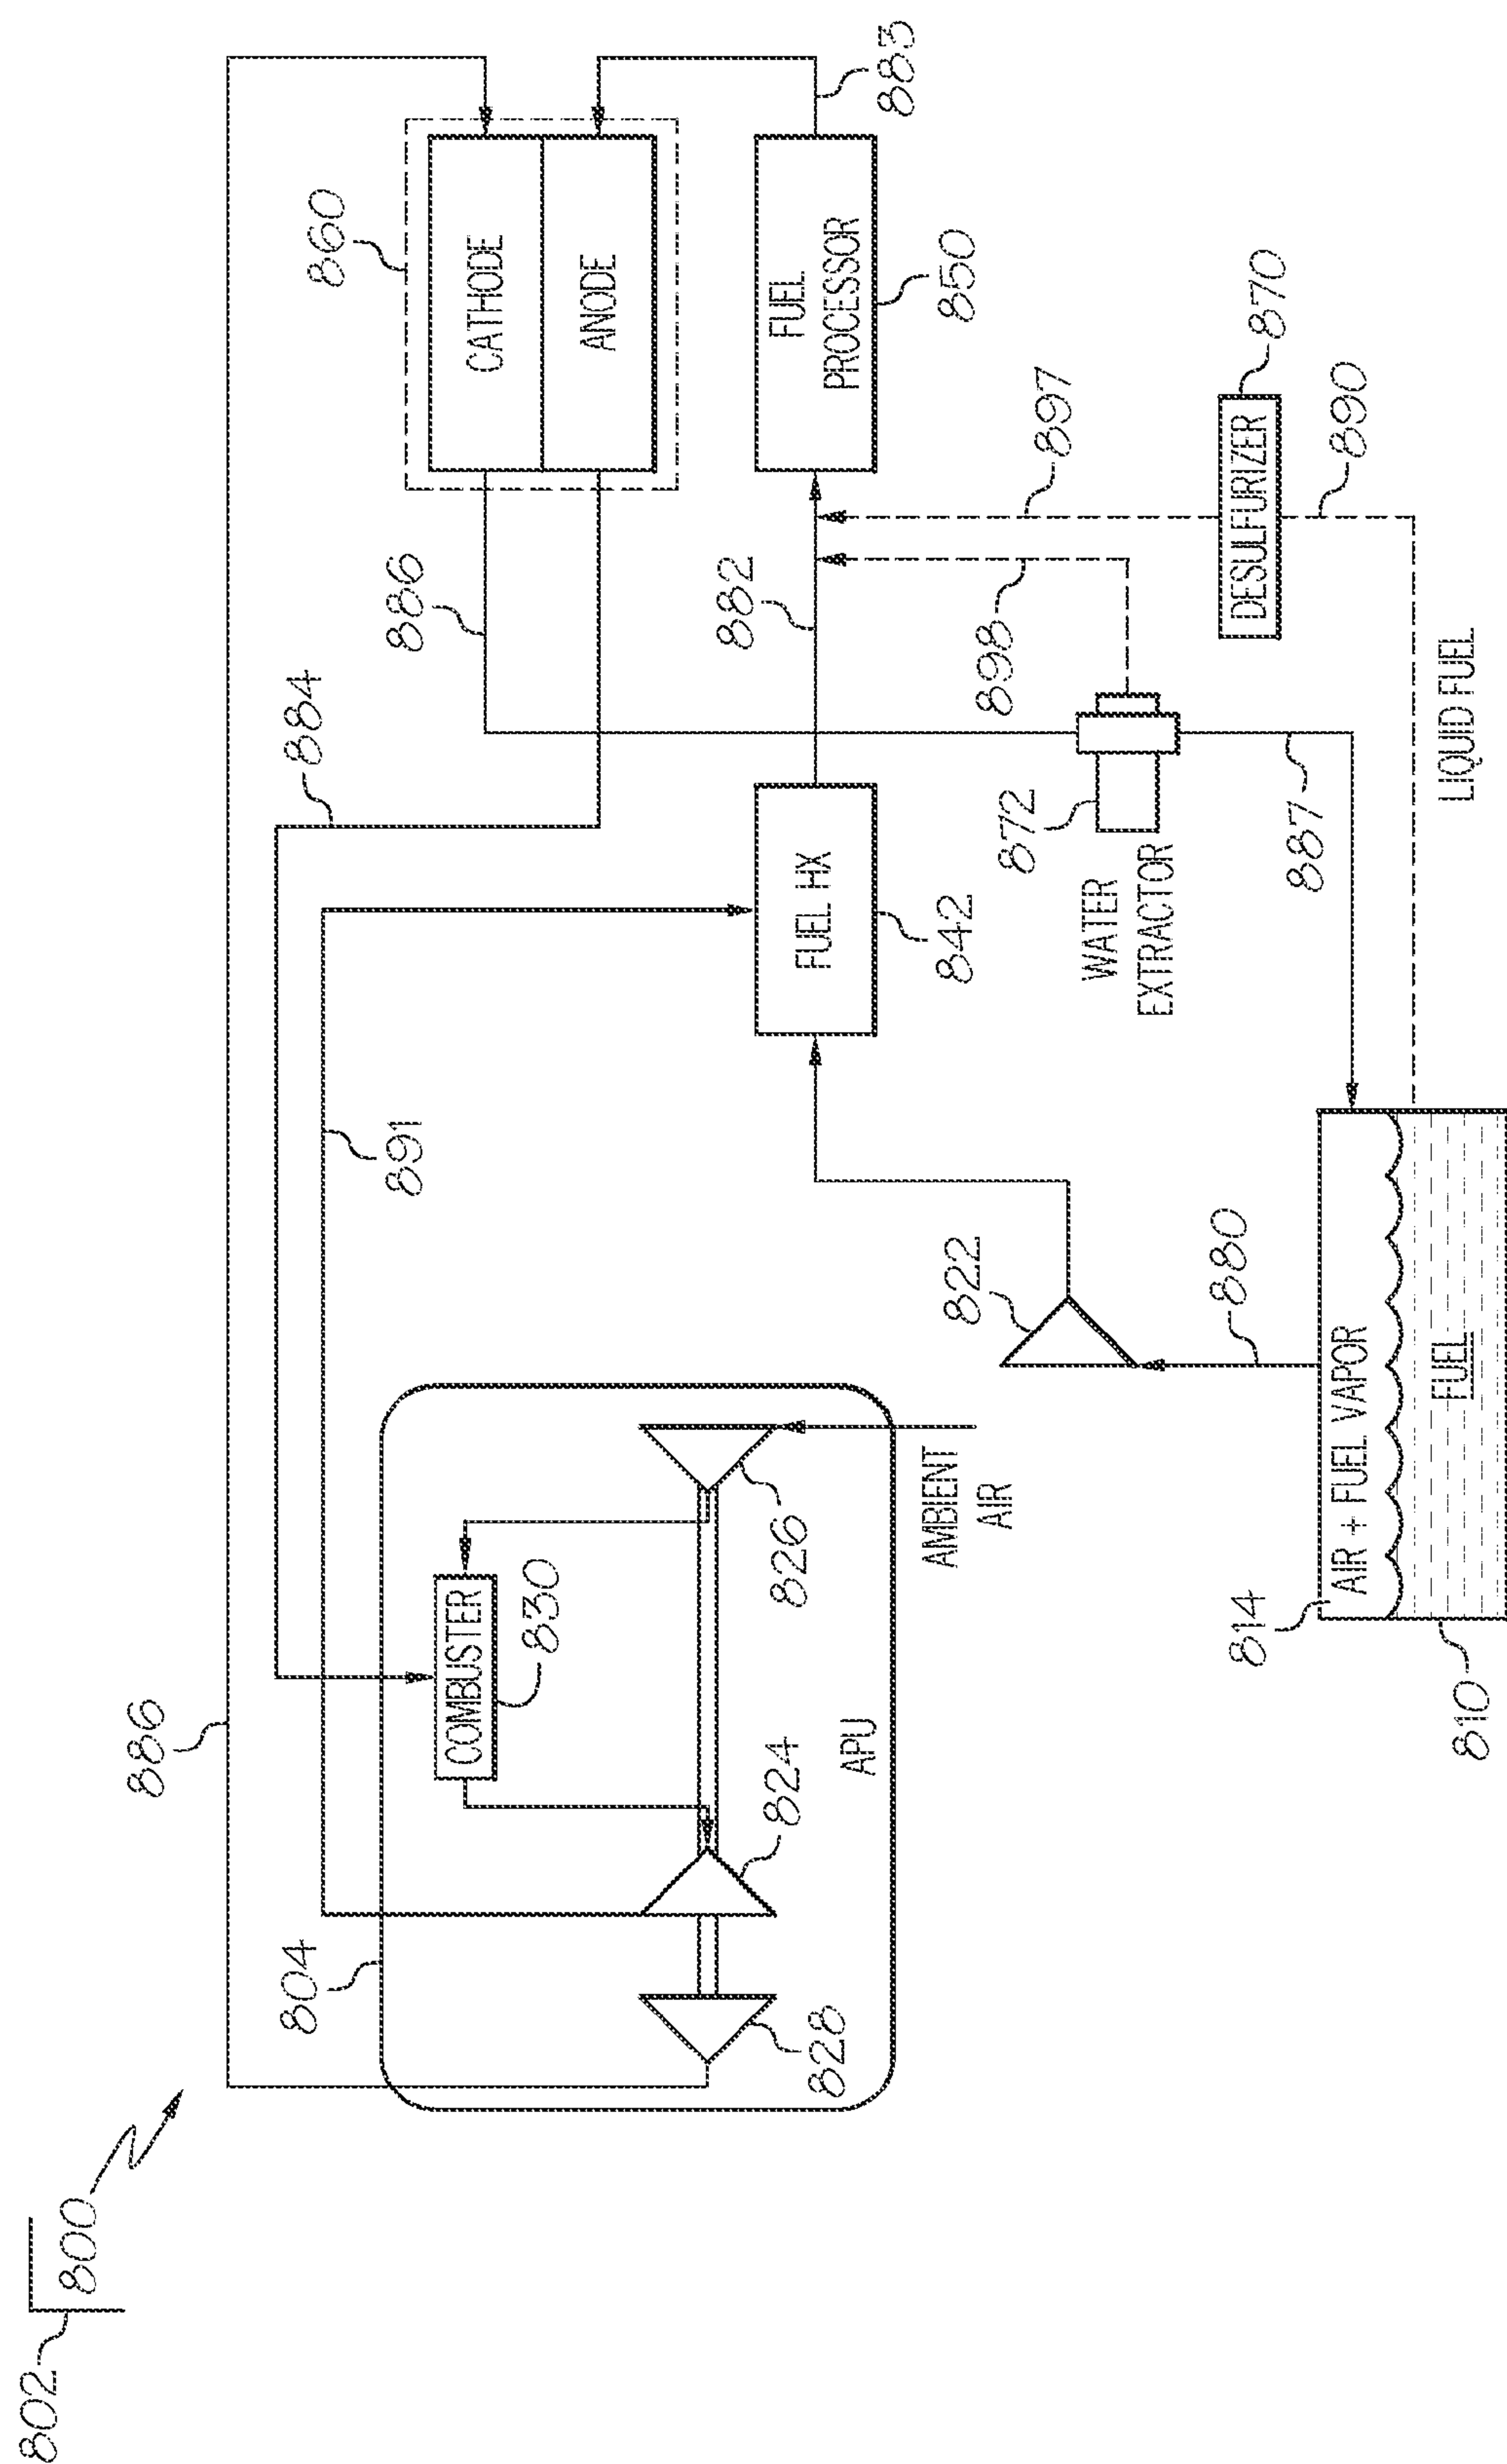 802
800
886
884
860
886
CATHODE
ANODE
883
891
804
COMBUSTER
830
824
828
826
APU
AMBIENT
AIR
FUEL HX
842
882
FUEL
PROCESSOR
850
822
880
872
WATER
EXTRACTOR
898
897
870
DESULFURIZER
890
887
LIQUID FUEL
814
AIR + FUEL VAPOR
FUEL
810